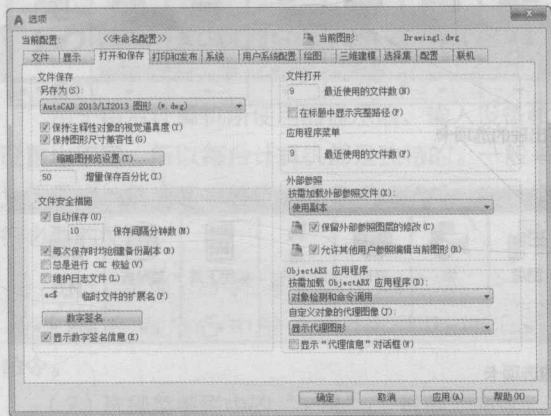 选项
当前配置: <<未命名配置>> 当前图形: Drawing1.dwg
文件 显示 打开和保存 打印和发布 系统 用户系统配置 绘图 三维建模 选择集 配置 联机
文件保存
另存为(S):
AutoCAD 2013/LT2013 图形 (*.dwg)
保持注释性对象的视觉逼真度(Y)
保持图形尺寸兼容性(G)
缩略图预览设置(T)...
50 增量保存百分比(I)
文件安全措施
自动保存(U)
10 保存间隔分钟数(M)
每次保存时均创建备份副本(B)
总是进行 CRC 校验(V)
维护日志文件(L)
ac$ 临时文件的扩展名(P)
数字签名...
显示数字签名信息(E)
文件打开
9 最近使用的文件数(N)
在标题中显示完整路径(F)
应用程序菜单
9 最近使用的文件数(F)
外部参照
按需加载外部参照文件(X):
使用副本
保留外部参照图层的修改(C)
允许其他用户参照编辑当前图形(R)
ObjectARX 应用程序
按需加载 ObjectARX 应用程序(D):
对象检测和命令调用
自定义对象的代理图像(J):
显示代理图形
显示“代理信息”对话框(W)
确定 取消 应用(A) 帮助(H)